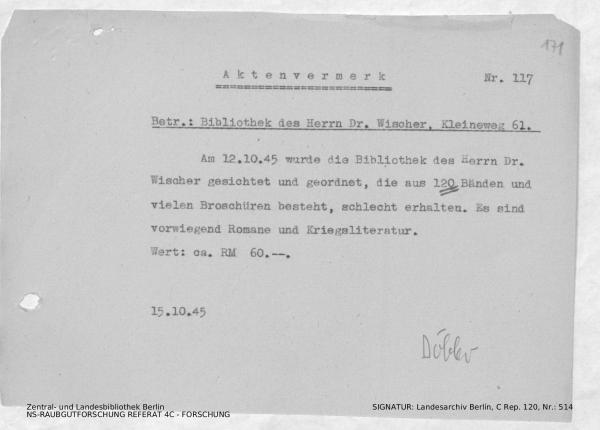 171
Aktenvermerk
Nr. 117
Betr.: Bibliothek des Herrn Dr. Wischer, Kleineweg 61.
Am 12.10.45 wurde die Bibliothek des Herrn Dr.
Wischer gesichtet und geordnet, die aus 120 Bänden und
vielen Broschüren besteht, schlecht erhalten. Es sind
vorwiegend Romane und Kriegsliteratur.
Wert: ca. RM 60.--.
15.10.45
Zentral- und Landesbibliothek Berlin
NS-RAUBGUTFORSCHUNG REFERAT 4C - FORSCHUNG
SIGNATUR: Landesarchiv Berlin, C Rep. 120, Nr.: 514